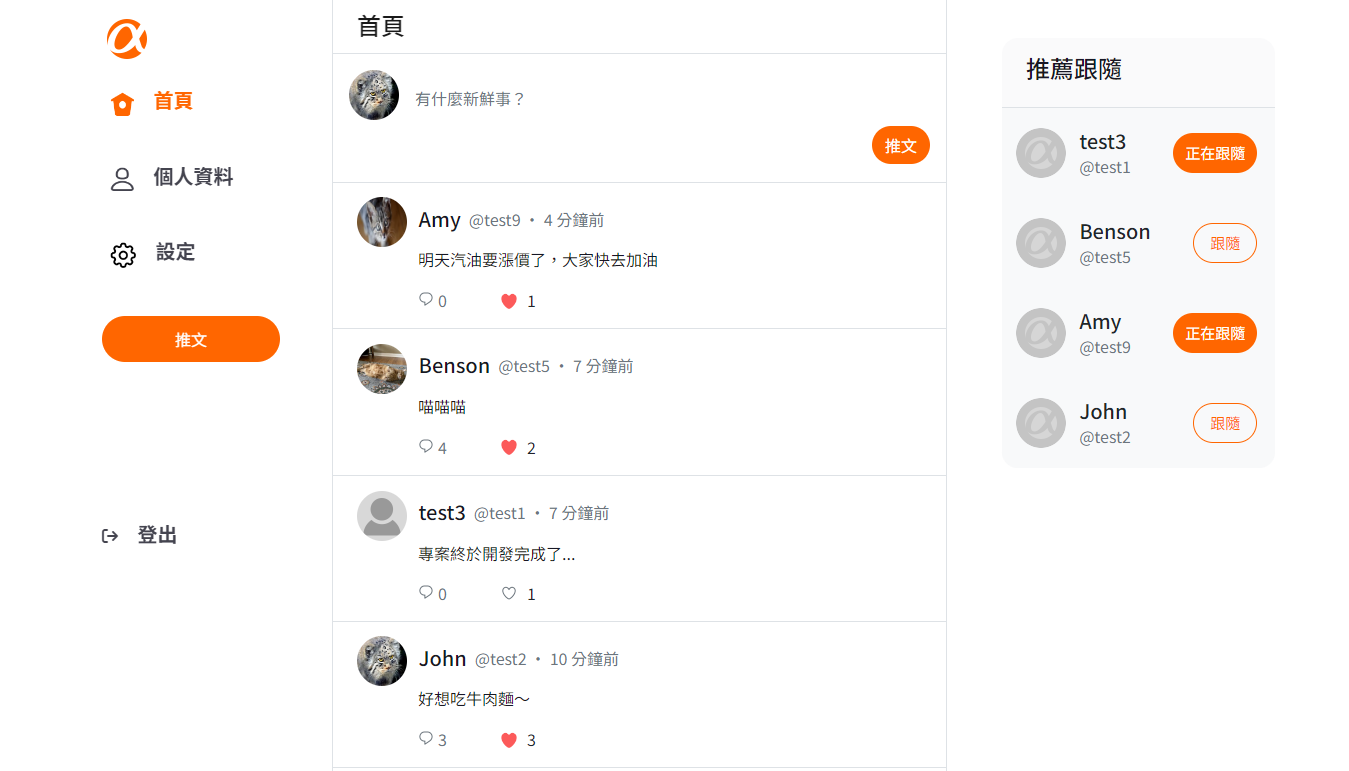 首頁
個人資料
設定
推文
登出
首頁
有什麼新鮮事？
推文
Amy @test9 · 4 分鐘前
明天汽油要漲價了，大家快去加油
0 1
Benson @test5 · 7 分鐘前
喵喵喵
4 2
test3 @test1 · 7 分鐘前
專案終於開發完成了...
0 1
John @test2 · 10 分鐘前
好想吃牛肉麵～
3 3
推薦跟隨
test3
@test1
正在跟隨
Benson
@test5
跟隨
Amy
@test9
正在跟隨
John
@test2
跟隨